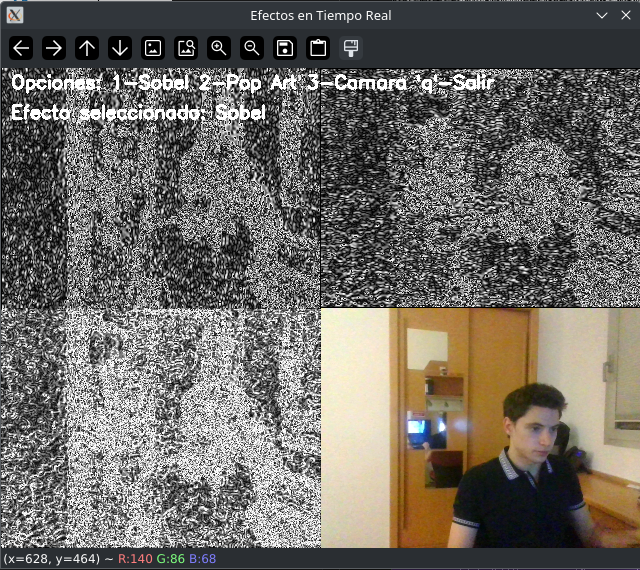 Efectos en Tiempo Real
Opciones: 1-Sobel 2-Pop Art 3-Camara 'q'-Salir
Efecto seleccionado: Sobel
(x=628, y=464) ~ R:140 G:86 B:68